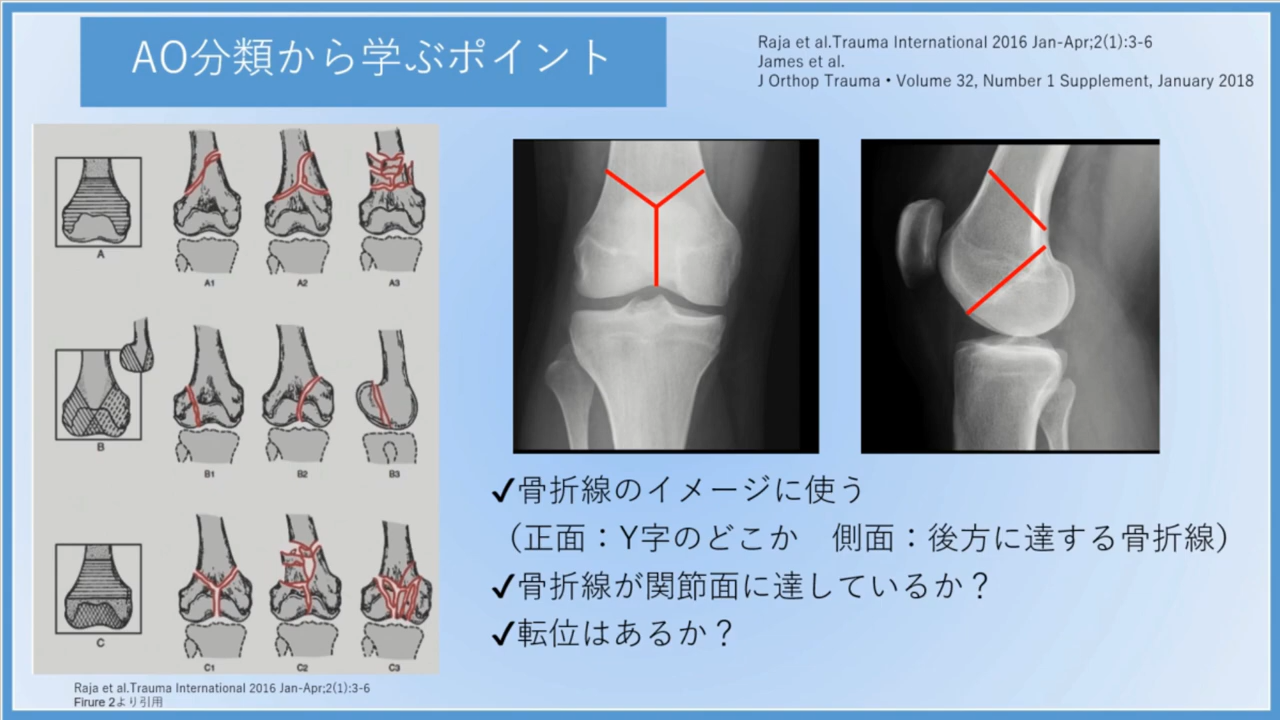 AO分類から学ぶポイント
Raja et al.Trauma International 2016 Jan-Apr;2(1):3-6
James et al.
J Orthop Trauma • Volume 32, Number 1 Supplement, January 2018
A
A1
A2
A3
B
B1
B2
B3
C
C1
C2
C3
✓骨折線のイメージに使う
（正面：Y字のどこか　側面：後方に達する骨折線）
✓骨折線が関節面に達しているか？
✓転位はあるか？
Raja et al.Trauma International 2016 Jan-Apr;2(1):3-6
Firure 2より引用